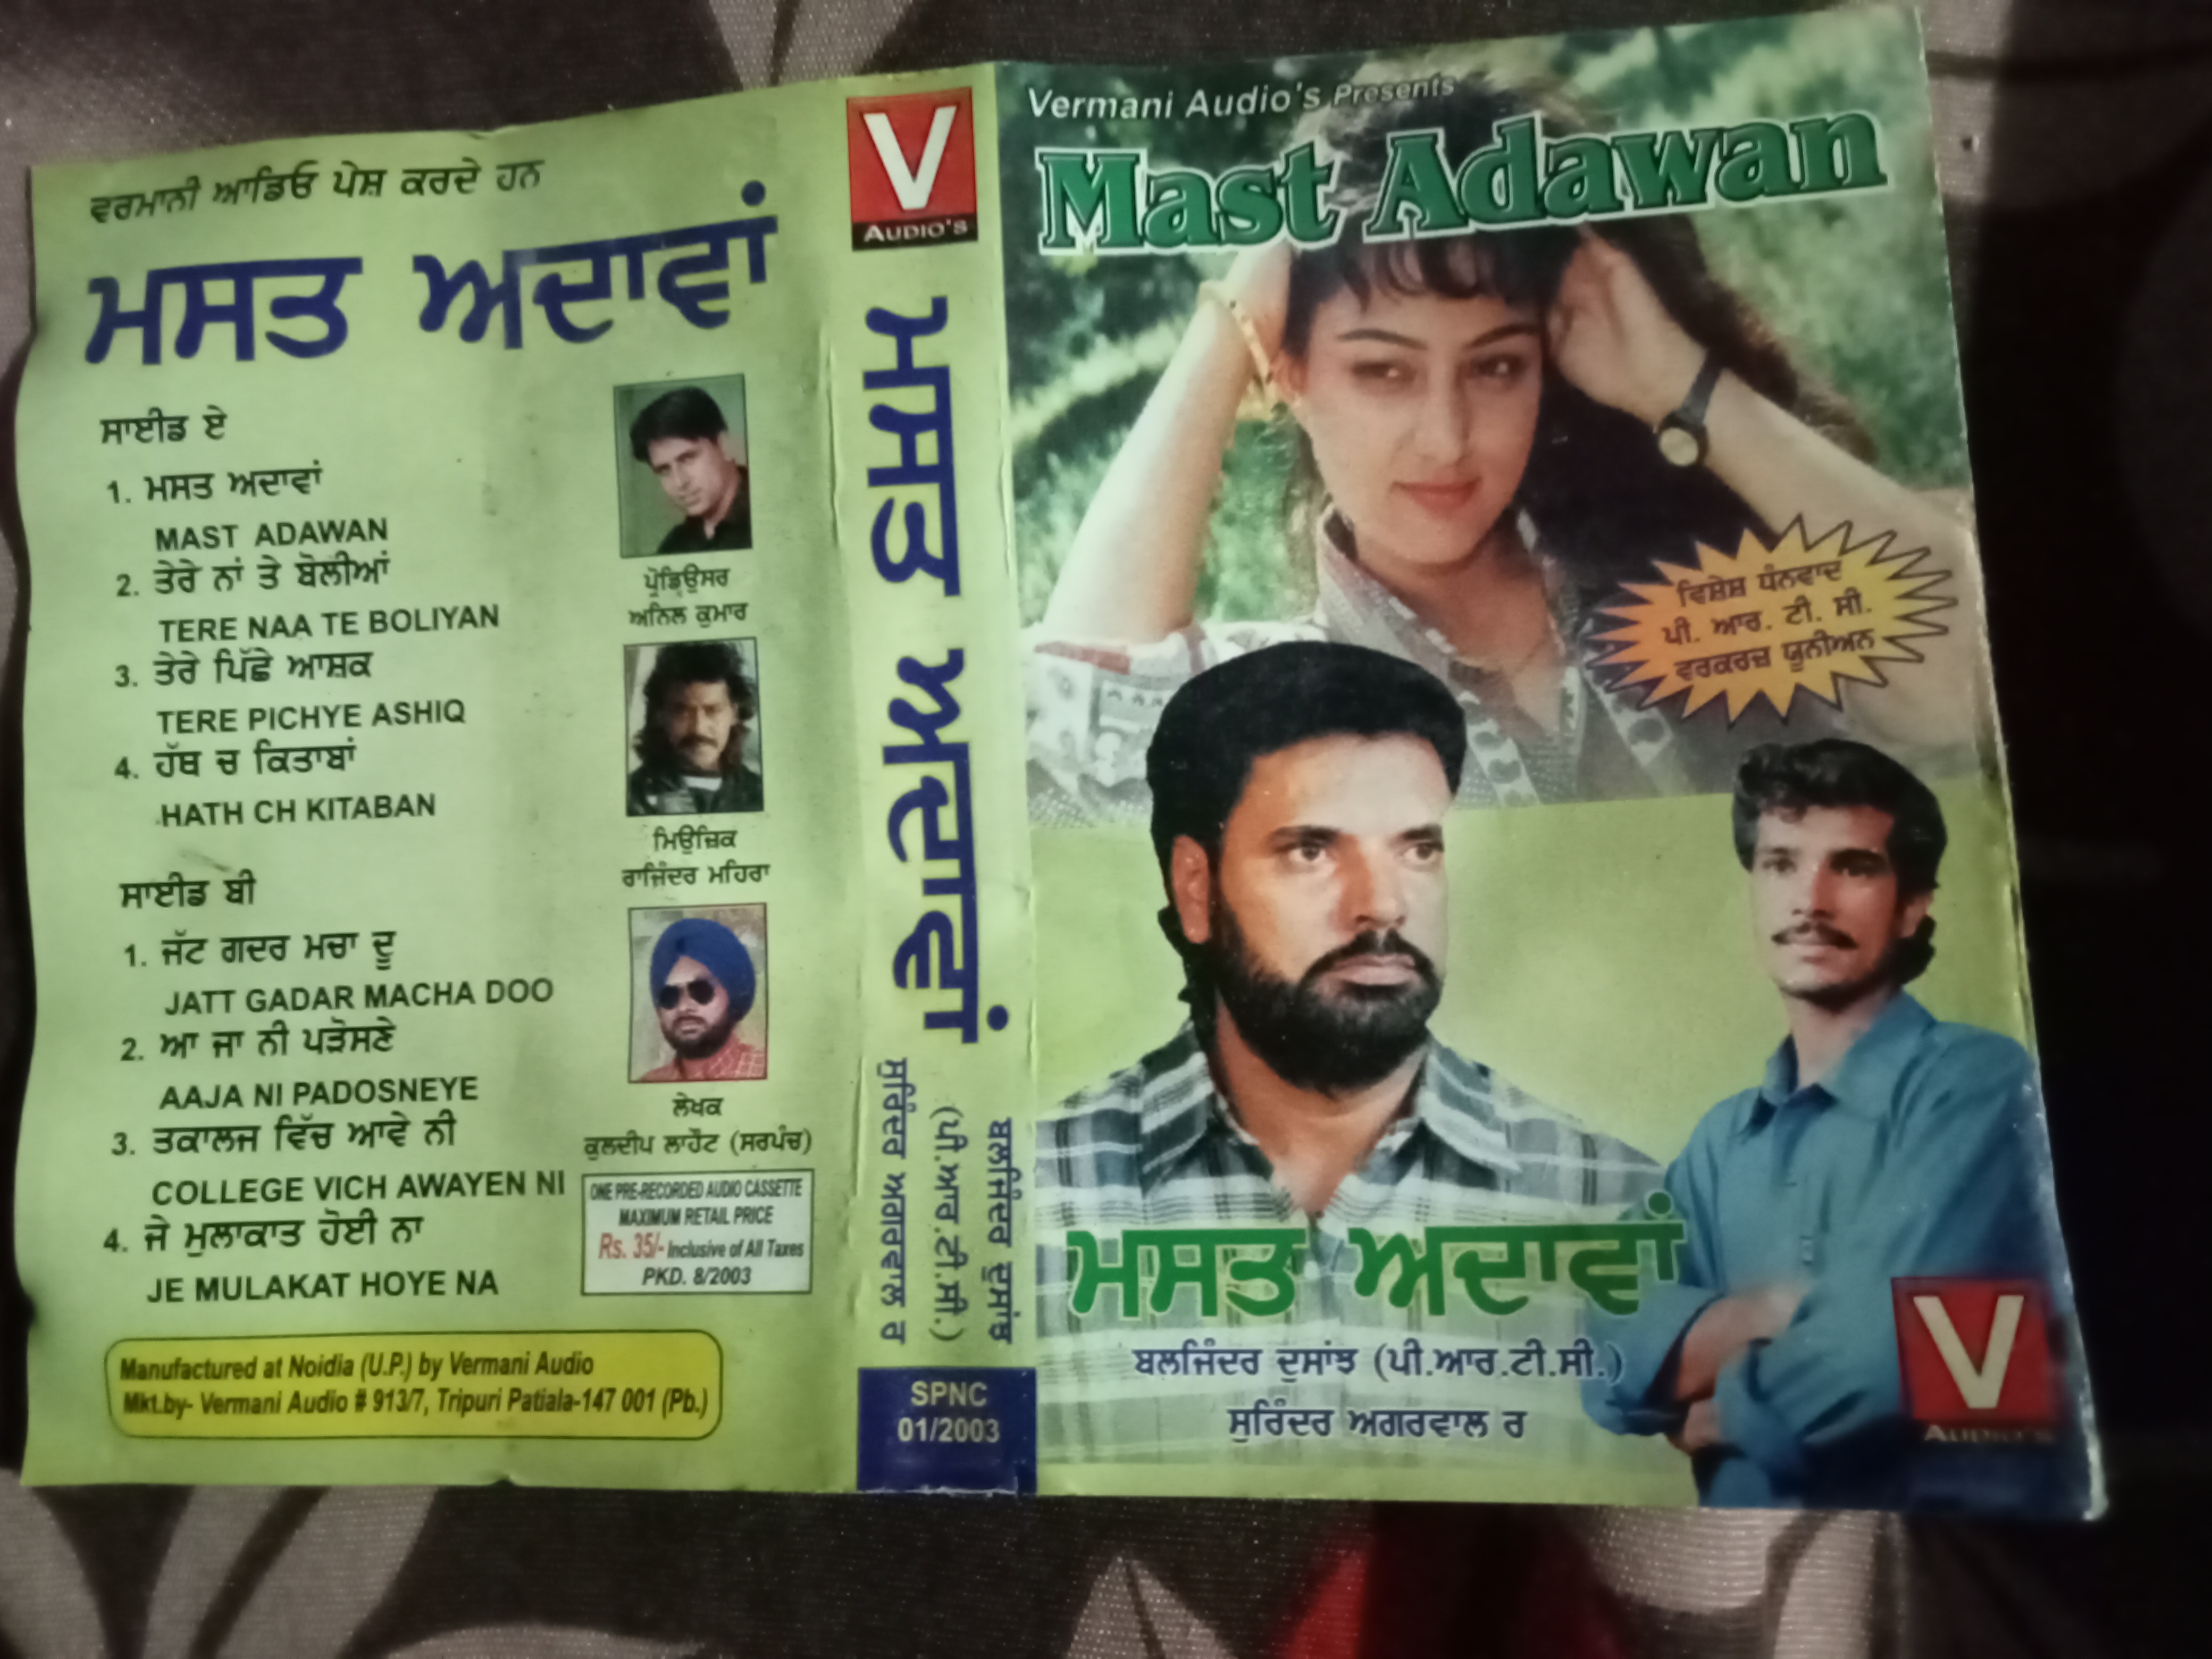 ਵਰਮਾਨੀ ਆਡਿਓ ਪੇਸ਼ ਕਰਦੇ ਹਨ
ਮਸਤ ਅਦਾਵਾਂ
ਸਾਈਡ ਏ
1. ਮਸਤ ਅਦਾਵਾਂ
MAST ADAWAN
2. ਤੇਰੇ ਨਾਂ ਤੇ ਬੋਲੀਆਂ
TERE NAA TE BOLIYAN
3. ਤੇਰੇ ਪਿੱਛੇ ਆਸ਼ਕ
TERE PICHYE ASHIQ
4. ਹੱਥ ਚ ਕਿਤਾਬਾਂ
HATH CH KITABAN
ਸਾਈਡ ਬੀ
1. ਜੱਟ ਗਦਰ ਮਚਾ ਦੂ
JATT GADAR MACHA DOO
2. ਆ ਜਾ ਨੀ ਪੜੋਸਣੇ
AAJA NI PADOSNEYE
3. ਤਕਾਲਜ ਵਿੱਚ ਆਵੇ ਨੀ
COLLEGE VICH AWAYEN NI
4. ਜੇ ਮੁਲਾਕਾਤ ਹੋਈ ਨਾ
JE MULAKAT HOYE NA
ਪ੍ਰੋਡਿਉਸਰ
ਅਨਿਲ ਕੁਮਾਰ
ਮਿਊਜ਼ਿਕ
ਰਾਜਿੰਦਰ ਮਹਿਰਾ
ਲੇਖਕ
ਕੁਲਦੀਪ ਲਾਹੌਟ (ਸਰਪੰਚ)
ONE PRE-RECORDED AUDIO CASSETTE
MAXIMUM RETAIL PRICE
Rs. 35/- Inclusive of All Taxes
PKD. 8/2003
Manufactured at Noidia (U.P.) by Vermani Audio
Mkt.by- Vermani Audio # 913/7, Tripuri Patiala-147 001 (Pb.)
V
AUDIO'S
ਮਸਤ ਅਦਾਵਾਂ
ਬਲਜਿੰਦਰ ਦੁਸਾਂਝ
(ਪੀ.ਆਰ.ਟੀ.ਸੀ.)
ਸੁਰਿੰਦਰ ਅਗਰਵਾਲ ਰ
SPNC
01/2003
Vermani Audio's Presents
Mast Adawan
ਵਿਸ਼ੇਸ਼ ਧੰਨਵਾਦ
ਪੀ. ਆਰ. ਟੀ. ਸੀ.
ਵਰਕਰਜ਼ ਯੂਨੀਅਨ
ਮਸਤ ਅਦਾਵਾਂ
ਬਲਜਿੰਦਰ ਦੁਸਾਂਝ (ਪੀ.ਆਰ.ਟੀ.ਸੀ.)
ਸੁਰਿੰਦਰ ਅਗਰਵਾਲ ਰ
V
AUDIO'S